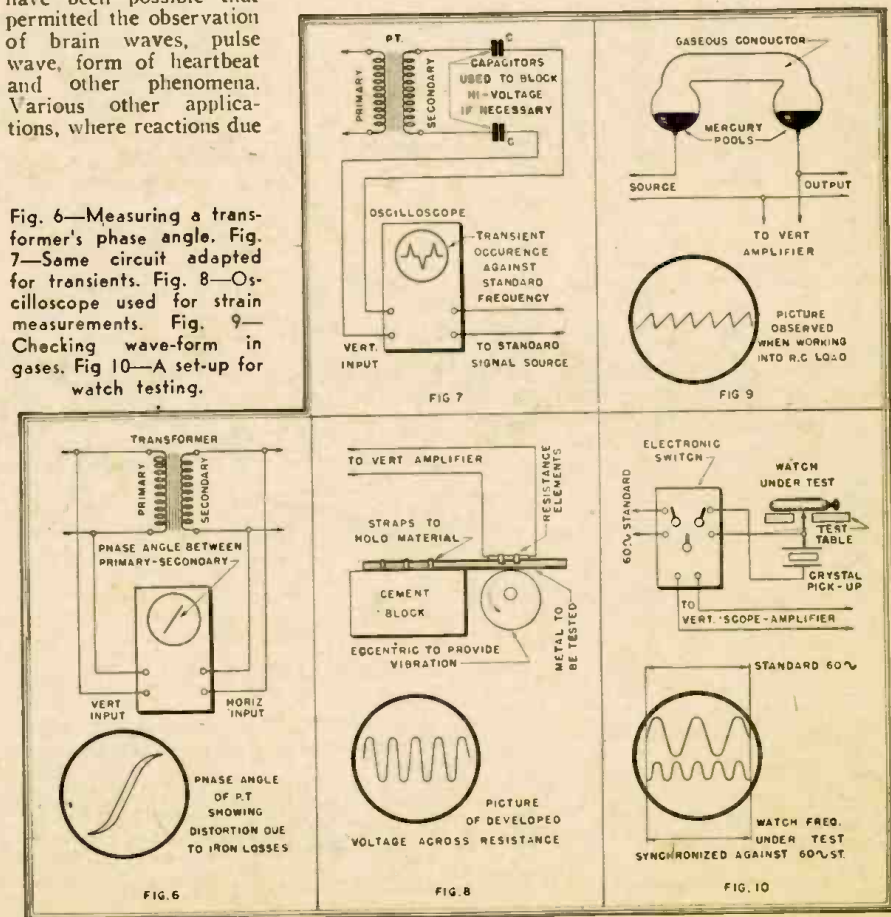 have been possible that
permitted the observation
of brain waves, pulse
wave, form of heartbeat
and other phenomena.
Various other applica-
tions, where reactions due
Fig. 6—Measuring a trans-
former's phase angle. Fig.
7—Same circuit adapted
for transients. Fig. 8—Os-
cilloscope used for strain
measurements. Fig. 9—
Checking wave-form in
gases. Fig 10—A set-up for
watch testing.
P.T.
PRIMARY
SECONDARY
C
CAPACITORS
USED TO BLOCK
HI-VOLTAGE
IF NECESSARY
C
OSCILLOSCOPE
TRANSIENT
OCCURENCE
AGAINST
STANDARD
FREQUENCY
VERT.
INPUT
TO STANDARD
SIGNAL SOURCE
FIG 7
GASEOUS CONDUCTOR
MERCURY
POOLS
SOURCE
OUTPUT
TO VERT
AMPLIFIER
PICTURE
OBSERVED
WHEN WORKING
INTO R.C LOAD
FIG 9
TRANSFORMER
PRIMARY
SECONDARY
PHASE ANGLE BETWEEN
PRIMARY-SECONDARY
VERT
INPUT
HORIZ
INPUT
PHASE ANGLE
OF P.T
SHOWING
DISTORTION DUE
TO IRON LOSSES
FIG.6
TO VERT AMPLIFIER
RESISTANCE
ELEMENTS
STRAPS TO
HOLD MATERIAL
CEMENT
BLOCK
METAL TO
BE TESTED
ECCENTRIC TO PROVIDE
VIBRATION
PICTURE
OF DEVELOPED
VOLTAGE ACROSS RESISTANCE
FIG.8
ELECTRONIC
SWITCH
WATCH
UNDER TEST
60∿ STANDARD
TEST
TABLE
CRYSTAL
PICK-UP
TO
VERT. 'SCOPE-AMPLIFIER
STANDARD 60∿
WATCH FREQ.
UNDER TEST
SYNCHRONIZED AGAINST 60∿ ST.
FIG.10